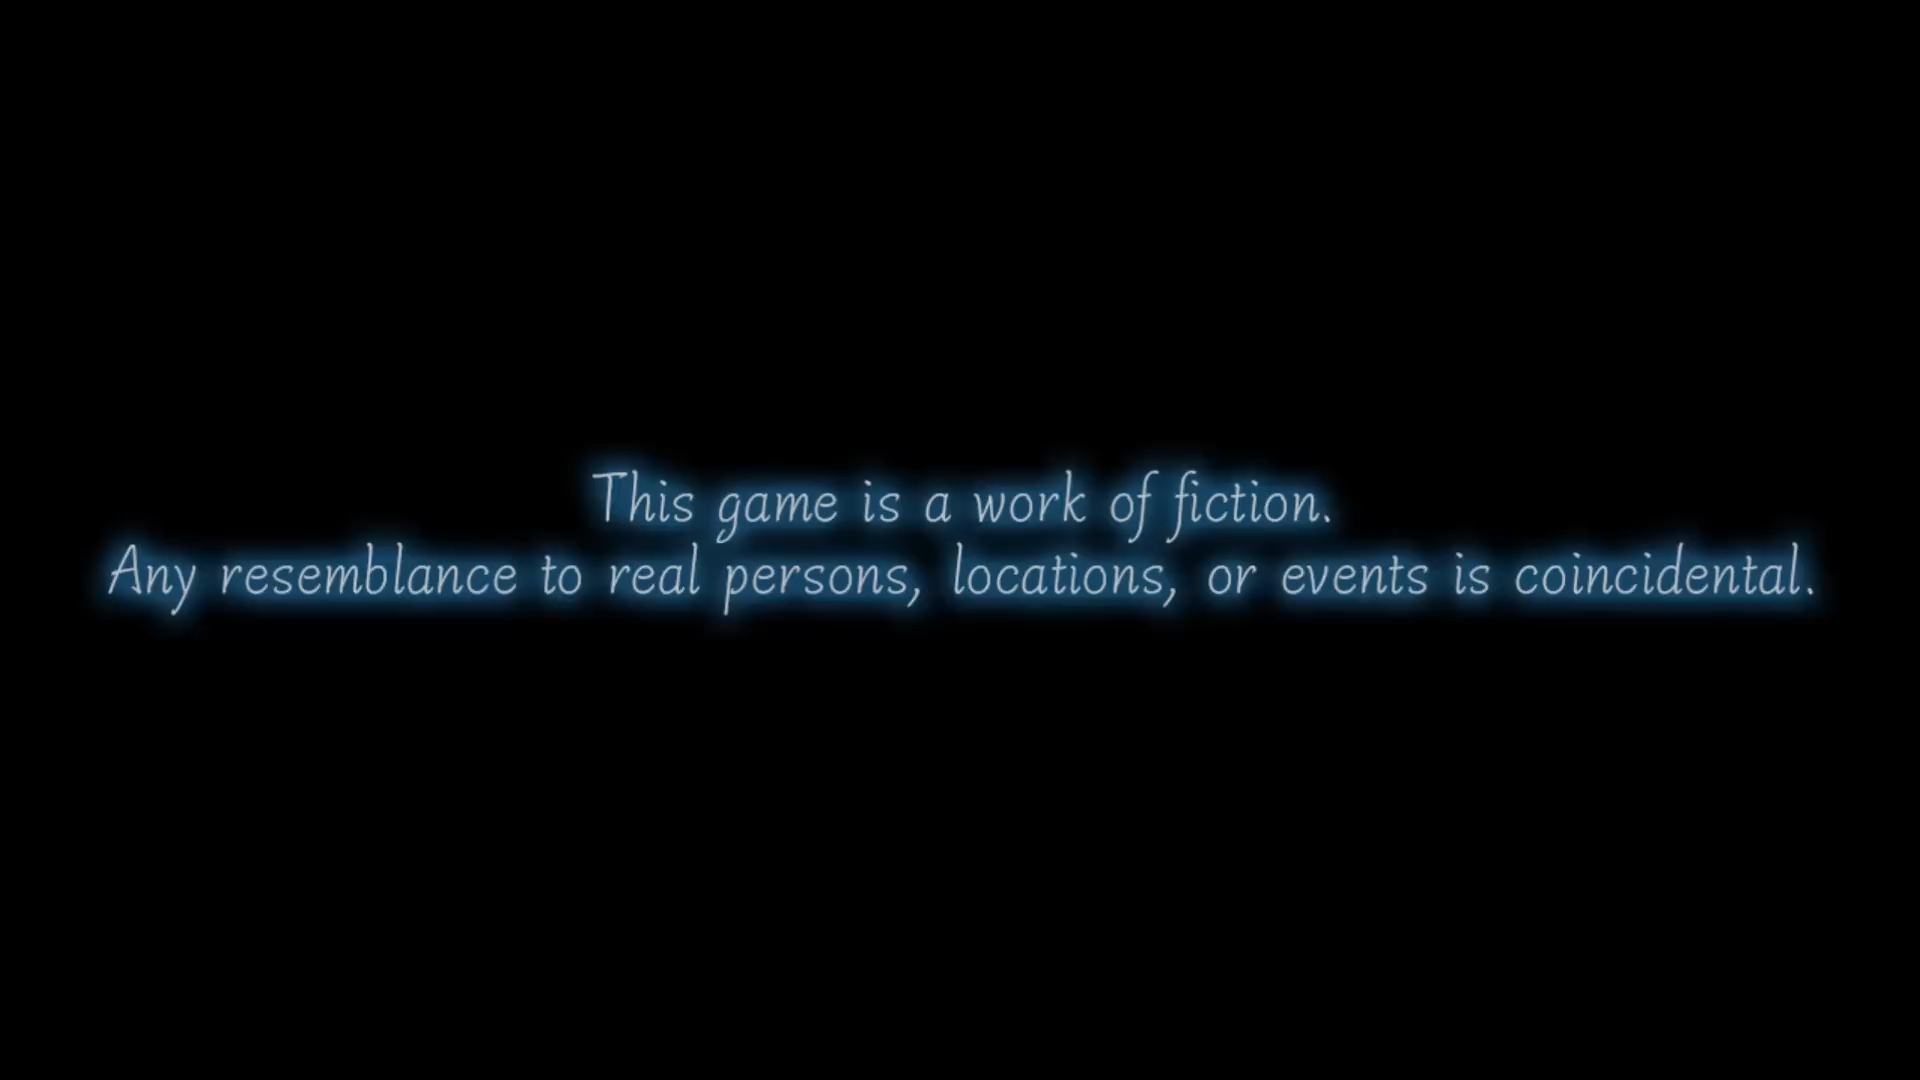 This game is a work of fiction.
Any resemblance to real persons, locations, or events is coincidental.